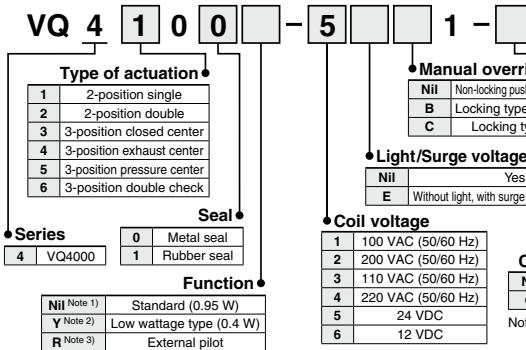 VQ 4 1 0 0 – 5 1 –
Type of actuation
1 2-position single
2 2-position double
3 3-position closed center
4 3-position exhaust center
5 3-position pressure center
6 3-position double check
Series
4 VQ4000
Seal
0 Metal seal
1 Rubber seal
Function
Nil Note 1) Standard (0.95 W)
Y Note 2) Low wattage type (0.4 W)
R Note 3) External pilot
Manual overri
Nil Non-locking pus
B Locking type
C Locking ty
Light/Surge voltage
Nil Yes
E Without light, with surge
Coil voltage
1 100 VAC (50/60 Hz)
2 200 VAC (50/60 Hz)
3 110 VAC (50/60 Hz)
4 220 VAC (50/60 Hz)
5 24 VDC
6 12 VDC